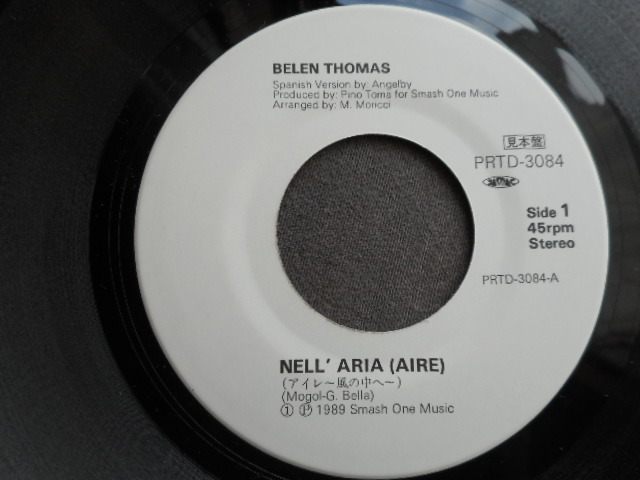 BELEN THOMAS
Spanish Version by: Angelby
Produced by: Pino Toma for Smash One Music
Arranged by: M. Moricci
見本盤
PRTD-3084
Side 1
45rpm
Stereo
PRTD-3084-A
NELL' ARIA (AIRE)
(アイレ〜風の中へ〜)
(Mogol-G. Bella)
① Ⓟ 1989 Smash One Music